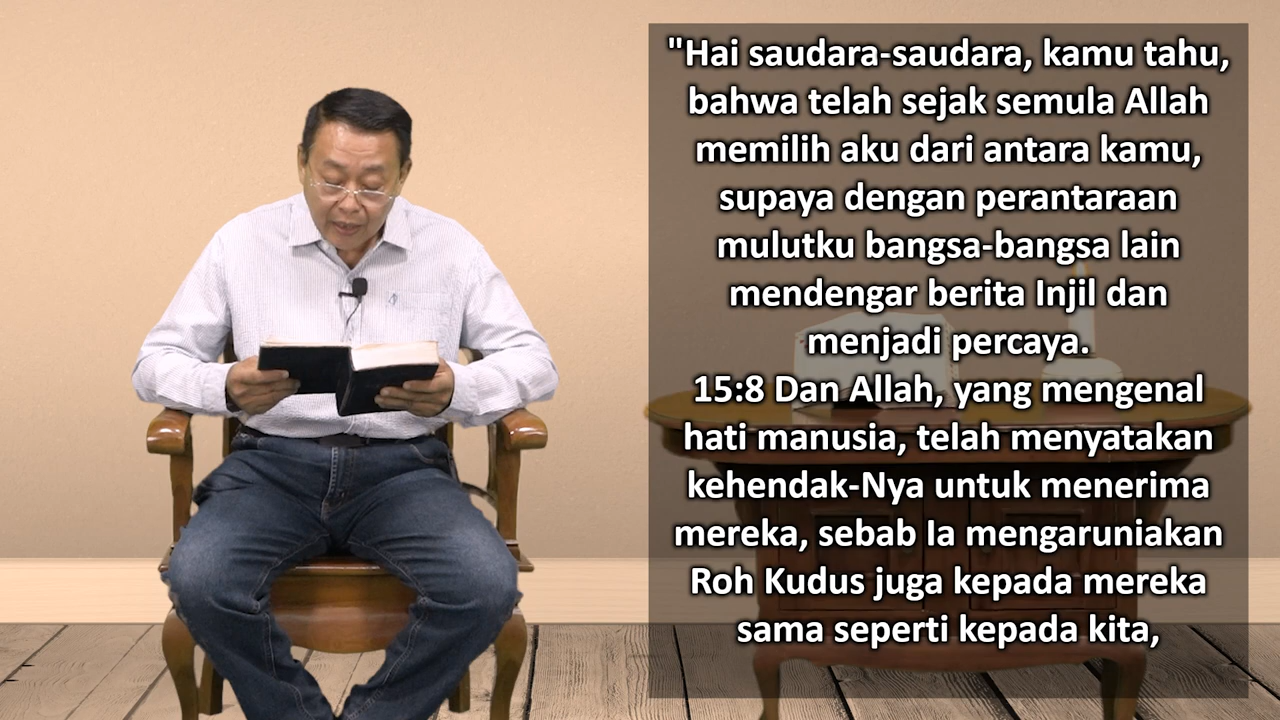 "Hai saudara-saudara, kamu tahu,
bahwa telah sejak semula Allah
memilih aku dari antara kamu,
supaya dengan perantaraan
mulutku bangsa-bangsa lain
mendengar berita Injil dan
menjadi percaya.
15:8 Dan Allah, yang mengenal
hati manusia, telah menyatakan
kehendak-Nya untuk menerima
mereka, sebab Ia mengaruniakan
Roh Kudus juga kepada mereka
sama seperti kepada kita,